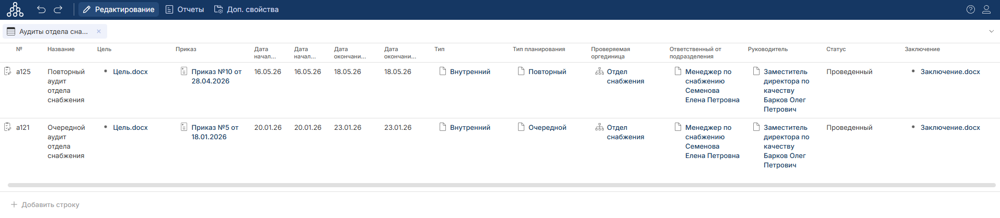 Редактирование Отчеты Доп. свойства
Аудиты отдела сна...
№ Название Цель Приказ Дата начал... Дата начал... Дата окончани... Дата окончани... Тип Тип планирования Проверяемая оргединица Ответственный от подразделения Руководитель Статус Заключение
а125 Повторный аудит отдела снабжения Цель.docx Приказ №10 от 28.04.2026 16.05.26 16.05.26 18.05.26 18.05.26 Внутренний Повторный Отдел снабжения Менеджер по снабжению Семенова Елена Петровна Заместитель директора по качеству Барков Олег Петрович Проведенный Заключение.docx
а121 Очередной аудит отдела снабжения Цель.docx Приказ №5 от 18.01.2026 20.01.26 20.01.26 23.01.26 23.01.26 Внутренний Очередной Отдел снабжения Менеджер по снабжению Семенова Елена Петровна Заместитель директора по качеству Барков Олег Петрович Проведенный Заключение.docx
Добавить строку